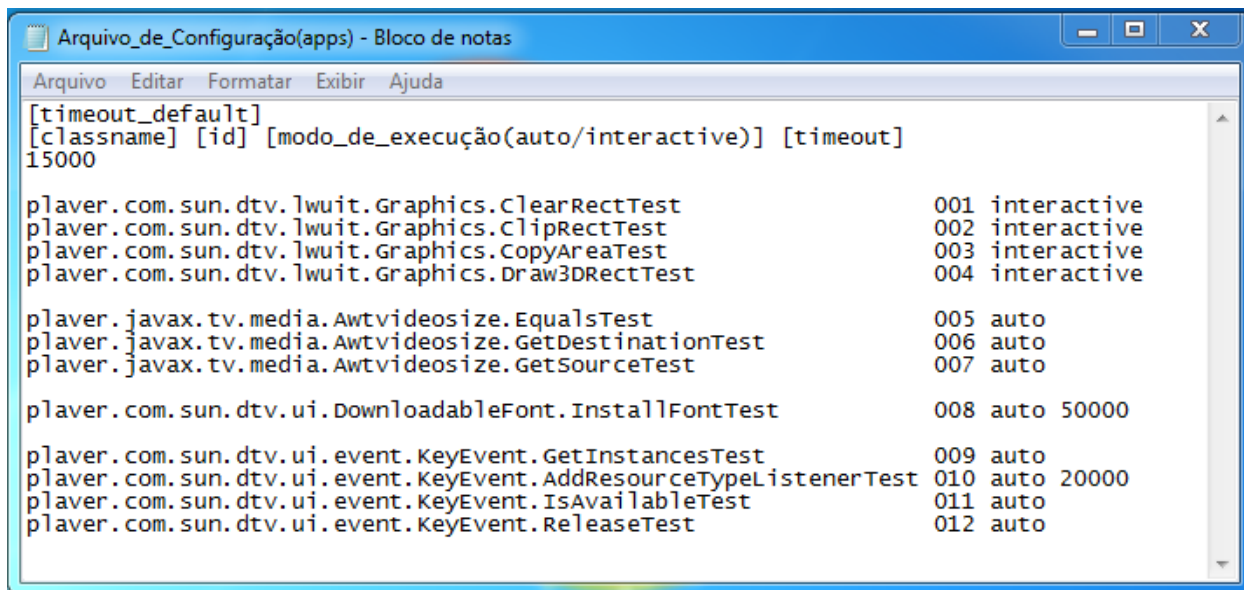 Arquivo_de_Configuração(apps) - Bloco de notas
Arquivo Editar Formatar Exibir Ajuda
[timeout_default]
[classname] [id] [modo_de_execução(auto/interactive)] [timeout]
15000
plaver.com.sun.dtv.lwuit.Graphics.ClearRectTest 001 interactive
plaver.com.sun.dtv.lwuit.Graphics.ClipRectTest 002 interactive
plaver.com.sun.dtv.lwuit.Graphics.CopyAreaTest 003 interactive
plaver.com.sun.dtv.lwuit.Graphics.Draw3DRectTest 004 interactive
plaver.javax.tv.media.Awtvideosize.EqualsTest 005 auto
plaver.javax.tv.media.Awtvideosize.GetDestinationTest 006 auto
plaver.javax.tv.media.Awtvideosize.GetSourceTest 007 auto
plaver.com.sun.dtv.ui.DownloadableFont.InstallFontTest 008 auto 50000
plaver.com.sun.dtv.ui.event.KeyEvent.GetInstancesTest 009 auto
plaver.com.sun.dtv.ui.event.KeyEvent.AddResourceTypeListenerTest 010 auto 20000
plaver.com.sun.dtv.ui.event.KeyEvent.IsAvailableTest 011 auto
plaver.com.sun.dtv.ui.event.KeyEvent.ReleaseTest 012 auto